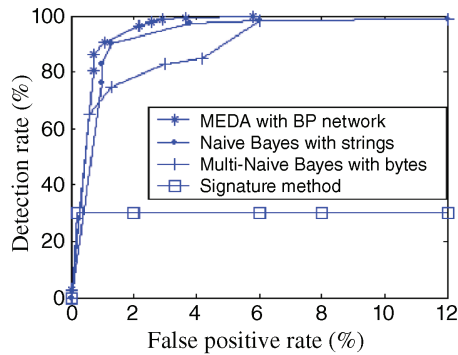 100
80
60
40
20
0
0
2
4
6
8
10
12
Detection rate (%)
False positive rate (%)
MEDA with BP network
Naive Bayes with strings
Multi-Naive Bayes with bytes
Signature method